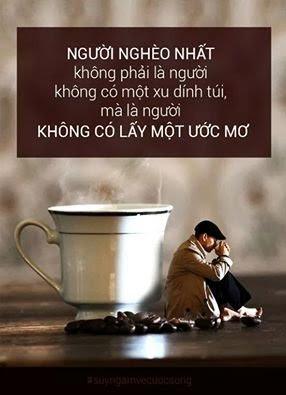 NGƯỜI NGHÈO NHẤT
không phải là người
không có một xu dính túi,
mà là người
KHÔNG CÓ LẤY MỘT ƯỚC MƠ
#suyngamvecuocsong